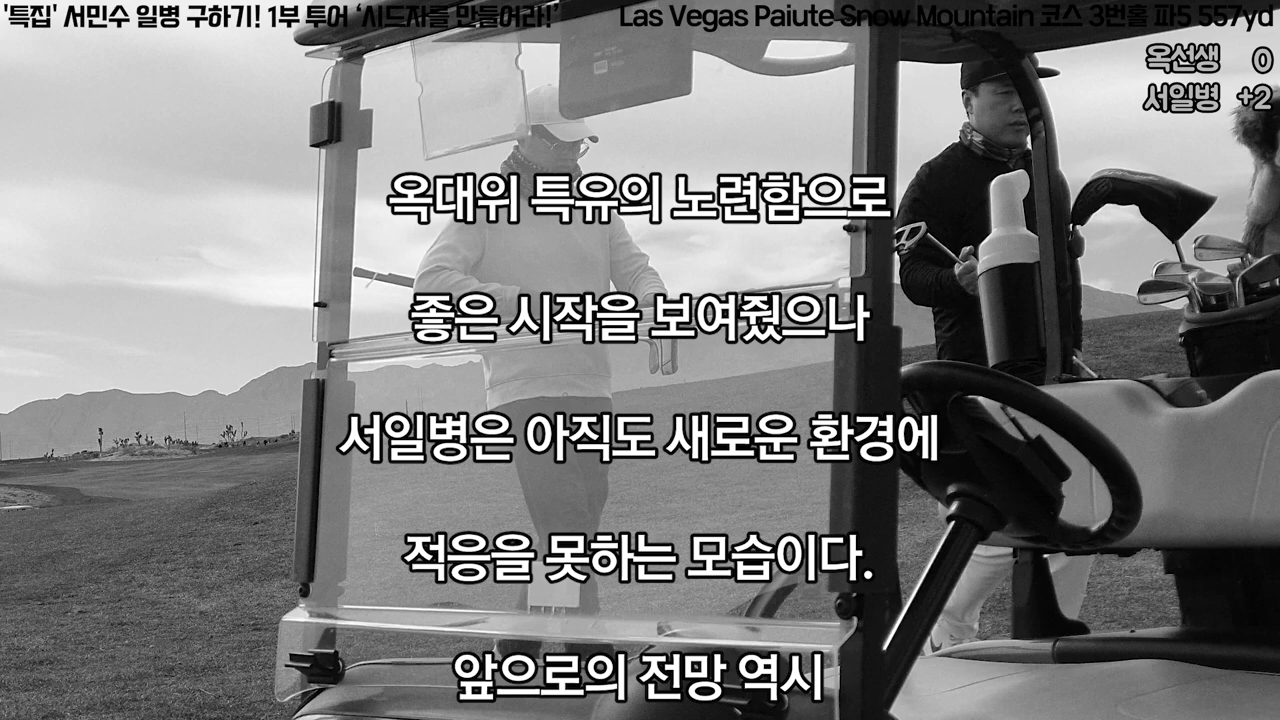 '특집' 서민수 일병 구하기! 1부 투어 ‘시드자를 만들어라!’
Las Vegas Paiute Snow Mountain 코스 3번홀 파5 557yd
옥선생 0
서일병 +2
옥대위 특유의 노련함으로
좋은 시작을 보여줬으나
서일병은 아직도 새로운 환경에
적응을 못하는 모습이다.
앞으로의 전망 역시